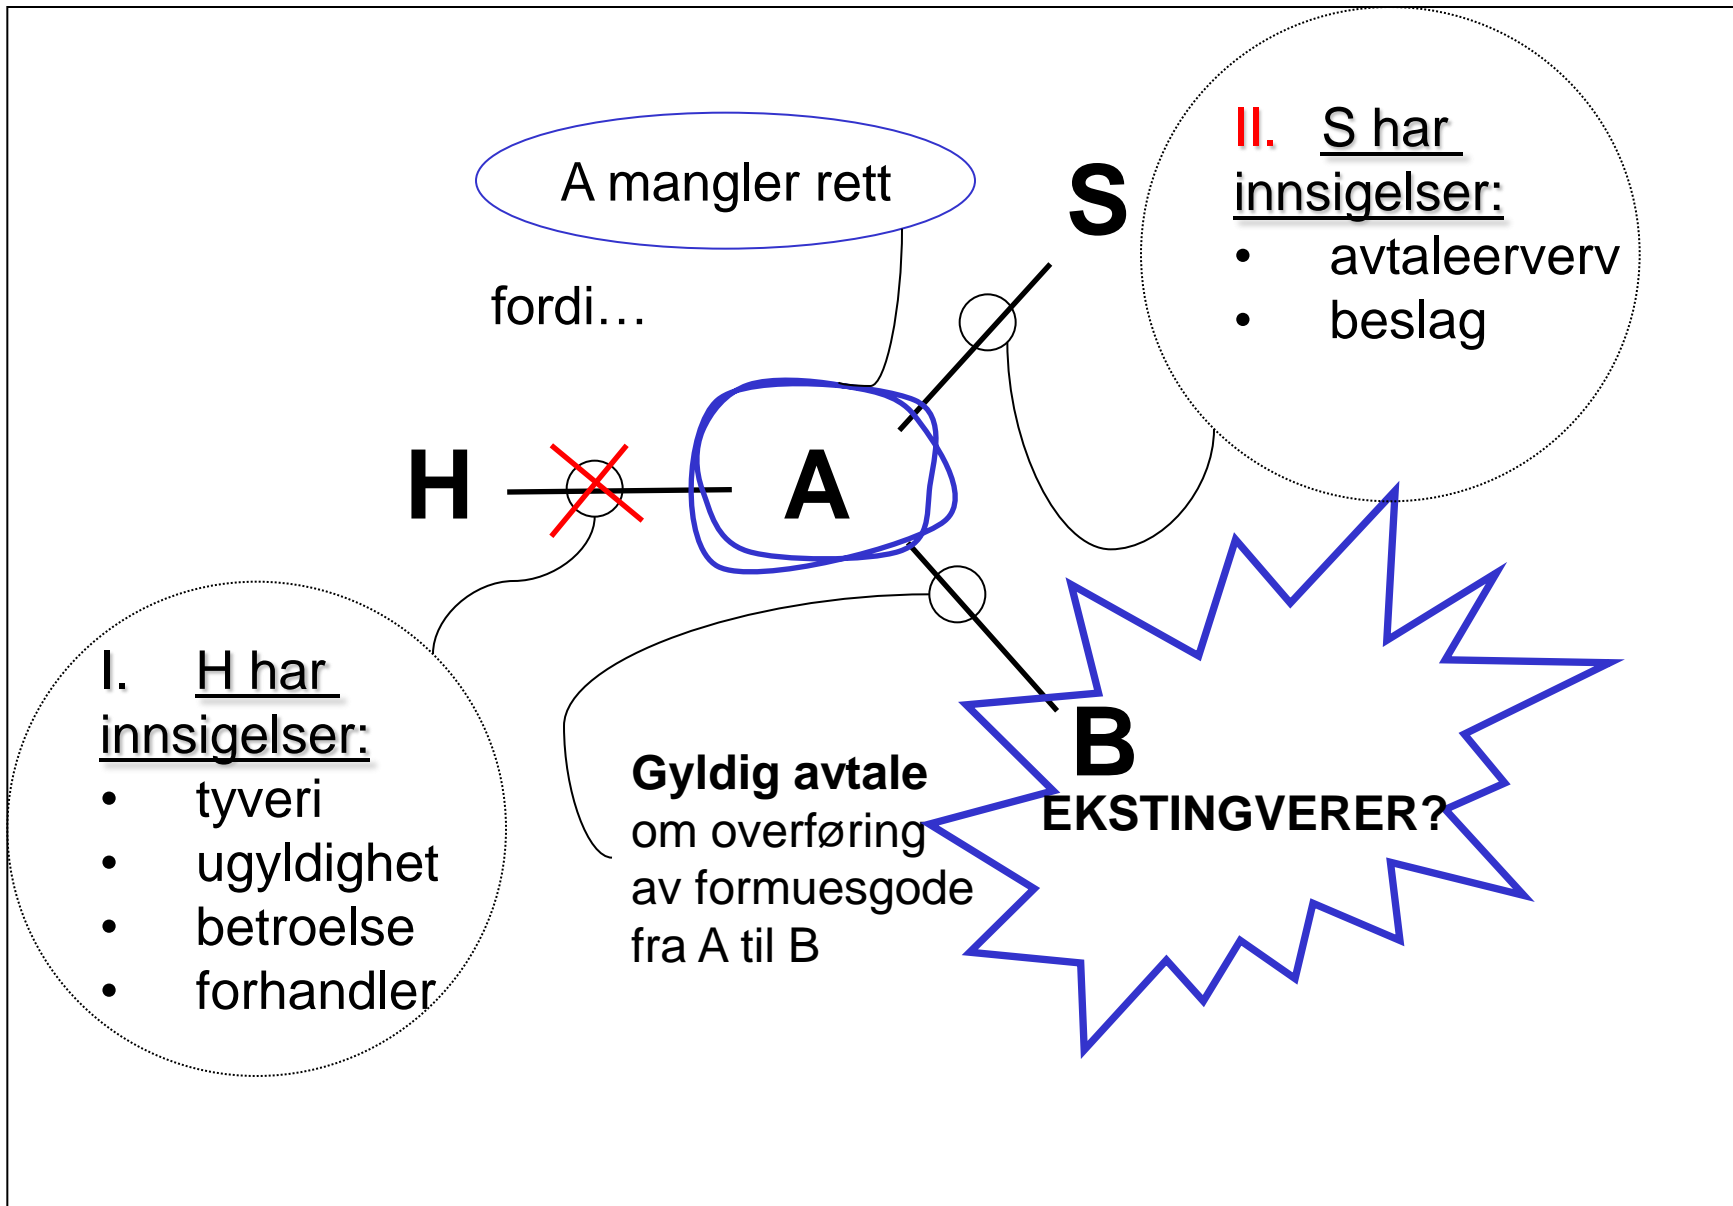 A mangler rett
fordi…
S
II. S har
innsigelser:
• avtaleerverv
• beslag
H
A
I. H har
innsigelser:
• tyveri
• ugyldighet
• betroelse
• forhandler
Gyldig avtale
om overføring
av formuesgode
fra A til B
B
EKSTINGVERER?